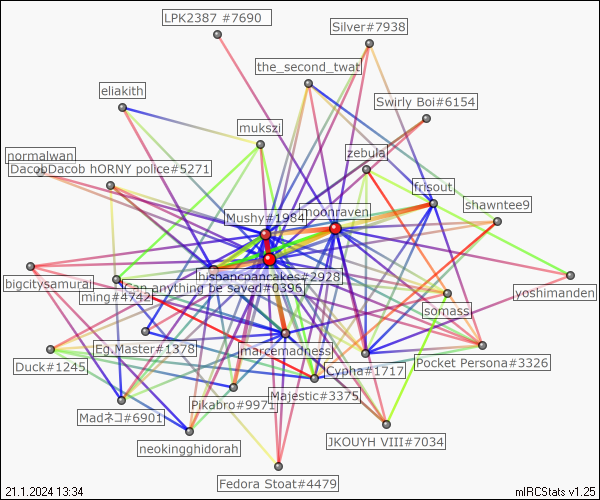 LPK2387 #7690
Silver#7938
the_second_twat
eliakith
Swirly Boi#6154
mukszi
normalwan
zebula
DacobDacob hORNY police#5271
frisout
shawntee9
Mushy#1984
moonraven
hispancpancakes#2928
bigcitysamurai
Can anything be saved#0396
yoshimanden
ming#4742
somass
Eg.Master#1378
marcemadness
Duck#1245
Cypha#1717
Pocket Persona#3326
Majestic#3375
Pikabro#9971
Madネコ#6901
neokingghidorah
JKOUYH VIII#7034
Fedora Stoat#4479
21.1.2024 13:34
mIRCStats v1.25